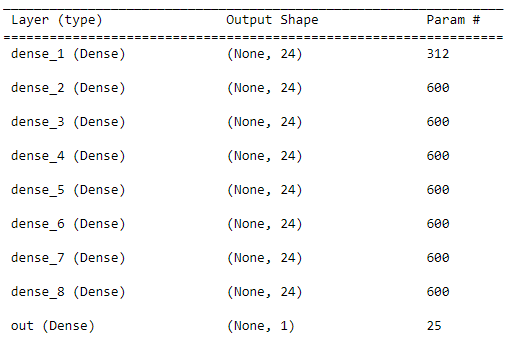 Layer (type) Output Shape Param #
dense_1 (Dense) (None, 24) 312
dense_2 (Dense) (None, 24) 600
dense_3 (Dense) (None, 24) 600
dense_4 (Dense) (None, 24) 600
dense_5 (Dense) (None, 24) 600
dense_6 (Dense) (None, 24) 600
dense_7 (Dense) (None, 24) 600
dense_8 (Dense) (None, 24) 600
out (Dense) (None, 1) 25